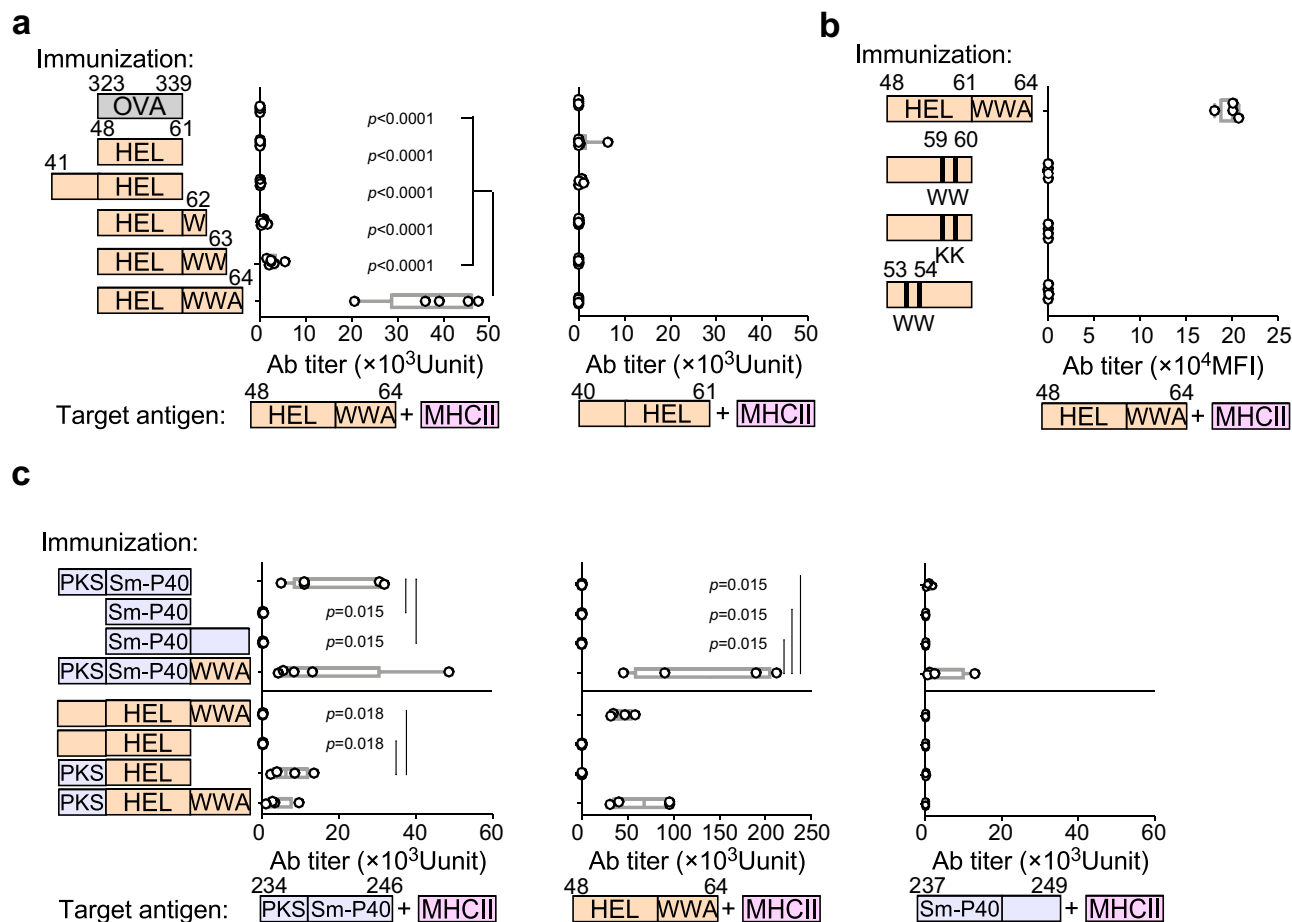 a
Immunization:
323 339
OVA
48 61
HEL
41
HEL
62
HEL W
63
HEL WW
64
HEL WWA
p<0.0001
p<0.0001
p<0.0001
p<0.0001
p<0.0001
0 10 20 30 40 50
Ab titer (×10³Uunit)
0 10 20 30 40 50
Ab titer (×10³Uunit)
Target antigen:
48 64
HEL WWA + MHCII
40 61
HEL + MHCII
b
Immunization:
48 61 64
HEL WWA
59 60
WW
KK
53 54
WW
0 5 10 15 20 25
Ab titer (×10⁴MFI)
48 64
HEL WWA + MHCII
c
Immunization:
PKS Sm-P40
Sm-P40
Sm-P40
PKS Sm-P40 WWA
HEL WWA
HEL
PKS HEL
PKS HEL WWA
p=0.015
p=0.015
p=0.018
p=0.018
0 20 40 60
Ab titer (×10³Uunit)
p=0.015
p=0.015
p=0.015
0 50 100 150 200 250
Ab titer (×10³Uunit)
0 20 40 60
Ab titer (×10³Uunit)
Target antigen:
234 246
PKS Sm-P40 + MHCII
48 64
HEL WWA + MHCII
237 249
Sm-P40 + MHCII